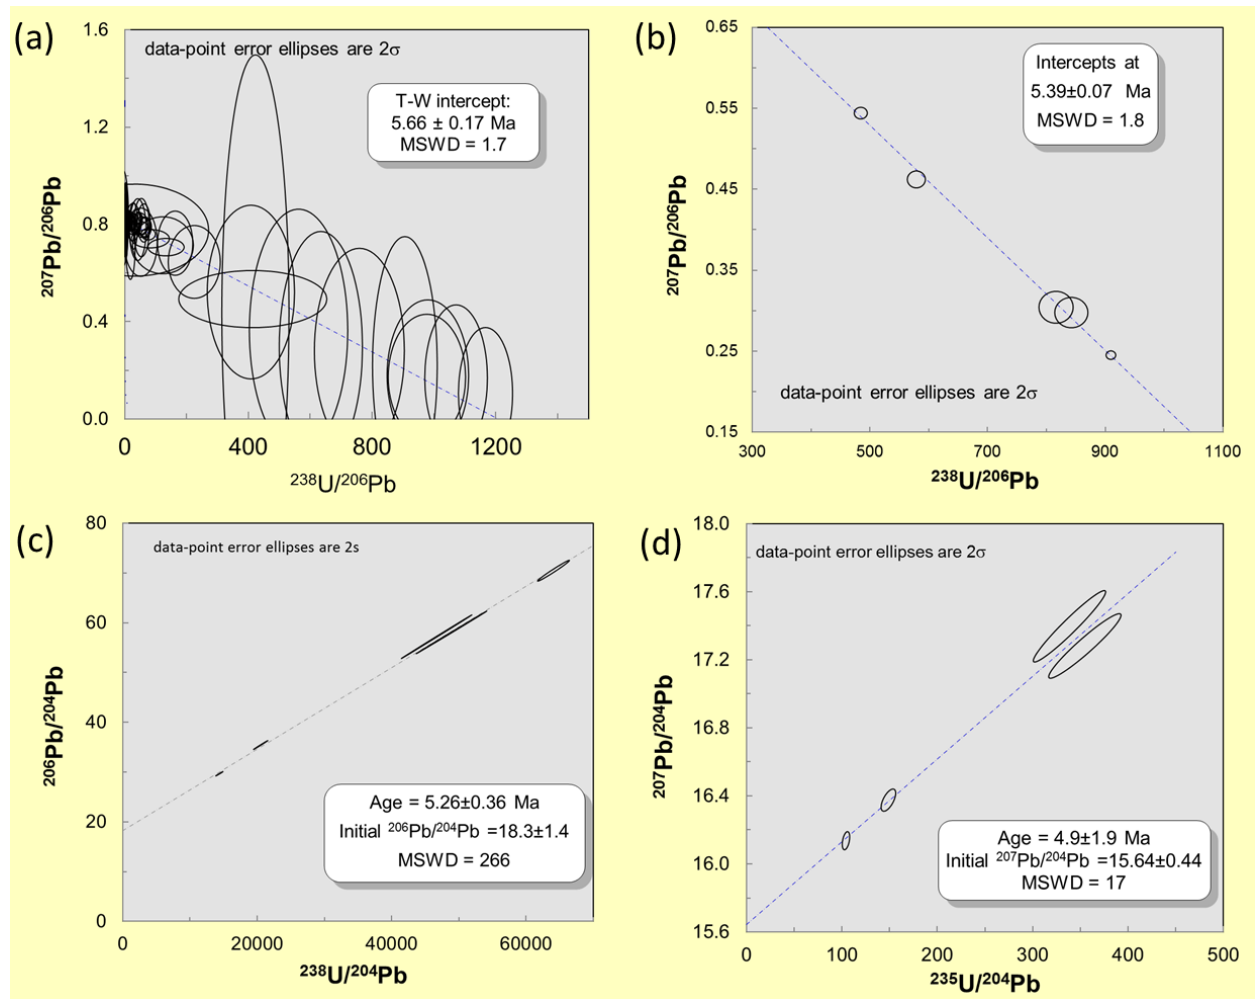 (a)
1.6
1.2
0.8
0.4
0.0
207Pb/206Pb
data-point error ellipses are 2σ
T-W intercept:
5.66 ± 0.17 Ma
MSWD = 1.7
0
400
800
1200
238U/206Pb
(b)
0.65
0.55
0.45
0.35
0.25
0.15
207Pb/206Pb
Intercepts at
5.39±0.07 Ma
MSWD = 1.8
data-point error ellipses are 2σ
300
500
700
900
1100
238U/206Pb
(c)
80
60
40
20
0
206Pb/204Pb
data-point error ellipses are 2s
Age = 5.26±0.36 Ma
Initial 206Pb/204Pb =18.3±1.4
MSWD = 266
0
20000
40000
60000
238U/204Pb
(d)
18.0
17.6
17.2
16.8
16.4
16.0
15.6
207Pb/204Pb
data-point error ellipses are 2σ
Age = 4.9±1.9 Ma
Initial 207Pb/204Pb =15.64±0.44
MSWD = 17
0
100
200
300
400
500
235U/204Pb